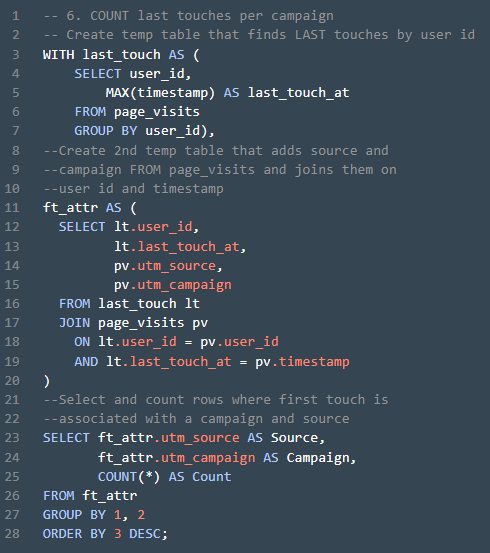 1 -- 6. COUNT last touches per campaign
2 -- Create temp table that finds LAST touches by user id
3 WITH last_touch AS (
4 SELECT user_id,
5 MAX(timestamp) AS last_touch_at
6 FROM page_visits
7 GROUP BY user_id),
8 --Create 2nd temp table that adds source and
9 --campaign FROM page_visits and joins them on
10 --user id and timestamp
11 ft_attr AS (
12 SELECT lt.user_id,
13 lt.last_touch_at,
14 pv.utm_source,
15 pv.utm_campaign
16 FROM last_touch lt
17 JOIN page_visits pv
18 ON lt.user_id = pv.user_id
19 AND lt.last_touch_at = pv.timestamp
20 )
21 --Select and count rows where first touch is
22 --associated with a campaign and source
23 SELECT ft_attr.utm_source AS Source,
24 ft_attr.utm_campaign AS Campaign,
25 COUNT(*) AS Count
26 FROM ft_attr
27 GROUP BY 1, 2
28 ORDER BY 3 DESC;